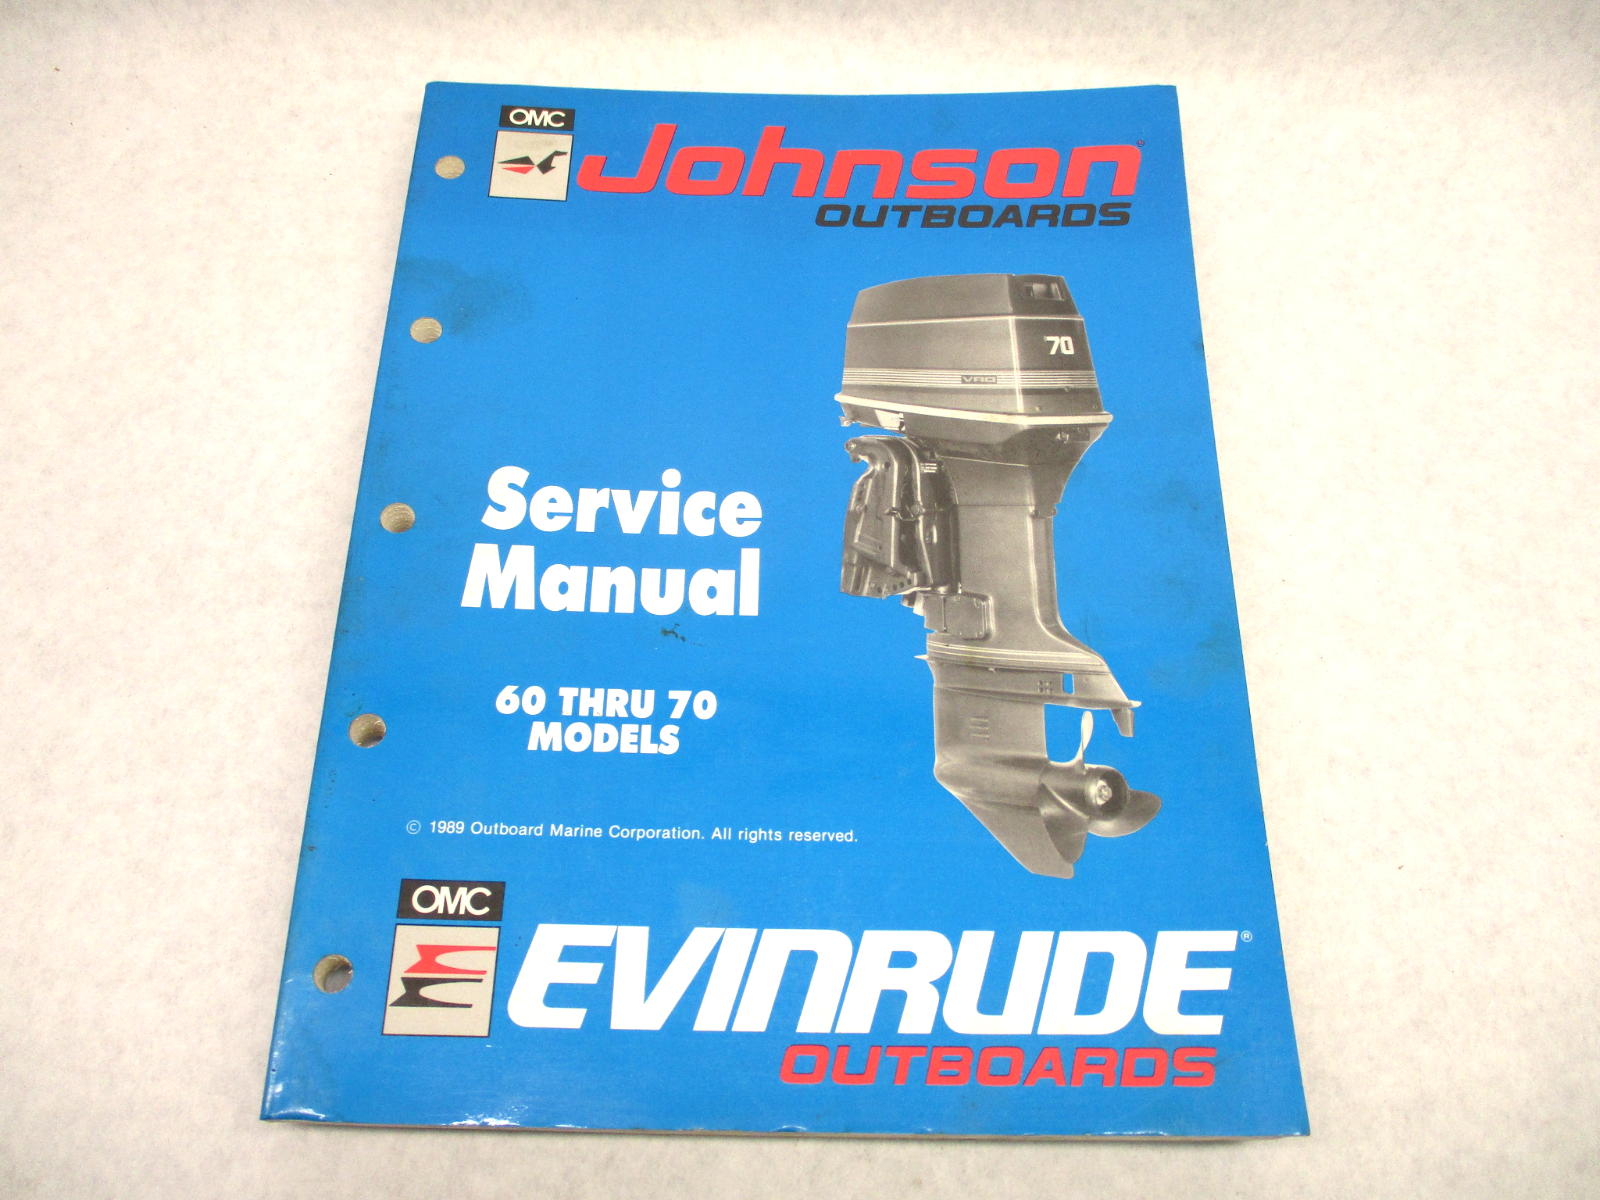 OMC
Johnson®
OUTBOARDS
70
VRO
Service
Manual
60 THRU 70
MODELS
© 1989 Outboard Marine Corporation. All rights reserved.
OMC
EVINRUDE®
OUTBOARDS